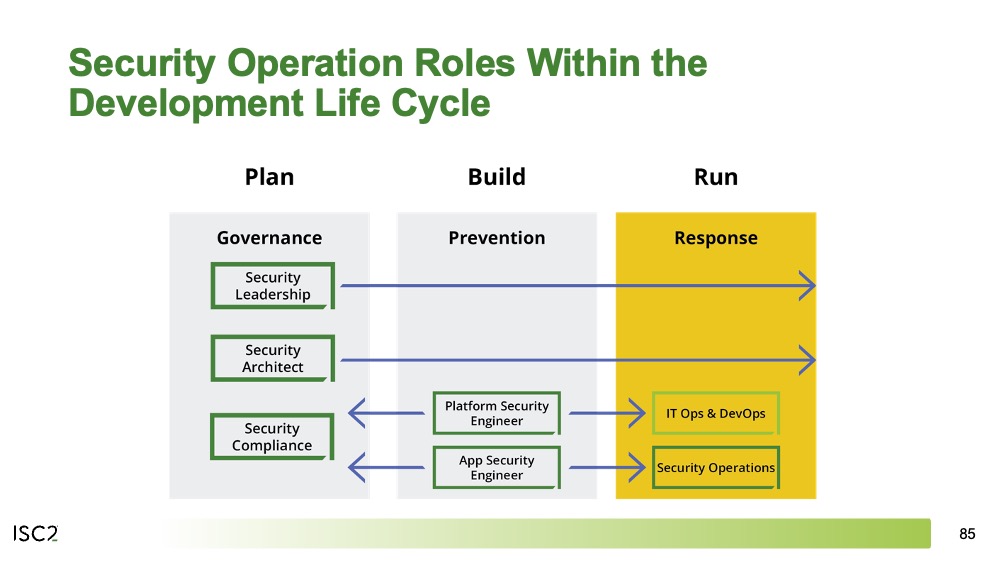 Security Operation Roles Within the
Development Life Cycle
Plan
Build
Run
Governance
Prevention
Response
Security
Leadership
Security
Architect
Security
Compliance
Platform Security
Engineer
App Security
Engineer
IT Ops & DevOps
Security Operations
ISC2
85